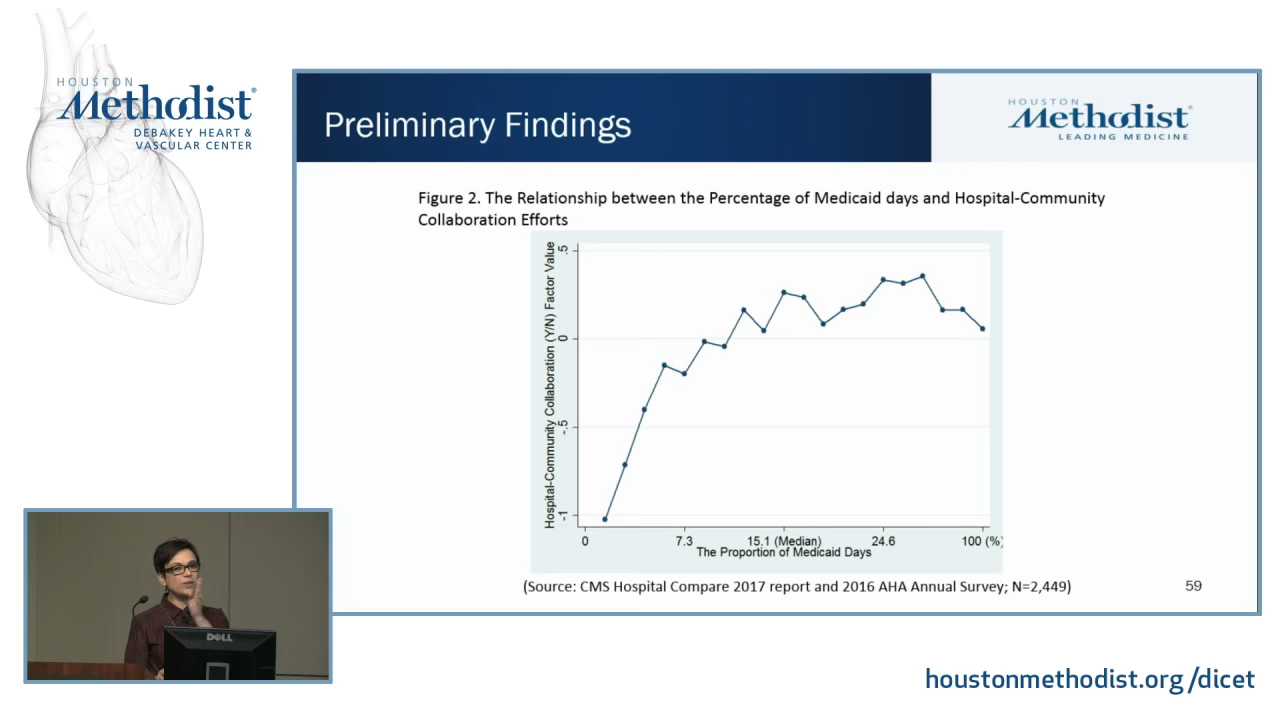 HOUSTON
Methodist®
DEBAKEY HEART &
VASCULAR CENTER
Preliminary Findings
HOUSTON
Methodist®
LEADING MEDICINE
Figure 2. The Relationship between the Percentage of Medicaid days and Hospital-Community
Collaboration Efforts
Hospital-Community Collaboration (Y/N) Factor Value
.5
0
-.5
-1
0 7.3 15.1 (Median) 24.6 100 (%)
The Proportion of Medicaid Days
(Source: CMS Hospital Compare 2017 report and 2016 AHA Annual Survey; N=2,449)
59
DELL
houstonmethodist.org/dicet